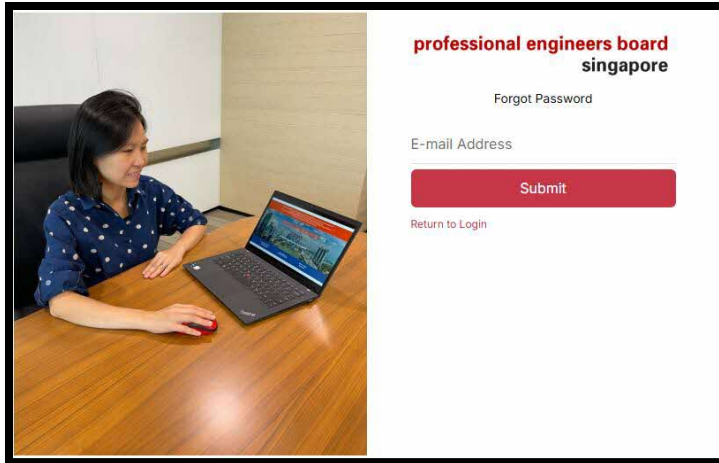 professional engineers board
singapore
Forgot Password
E-mail Address
Submit
Return to Login